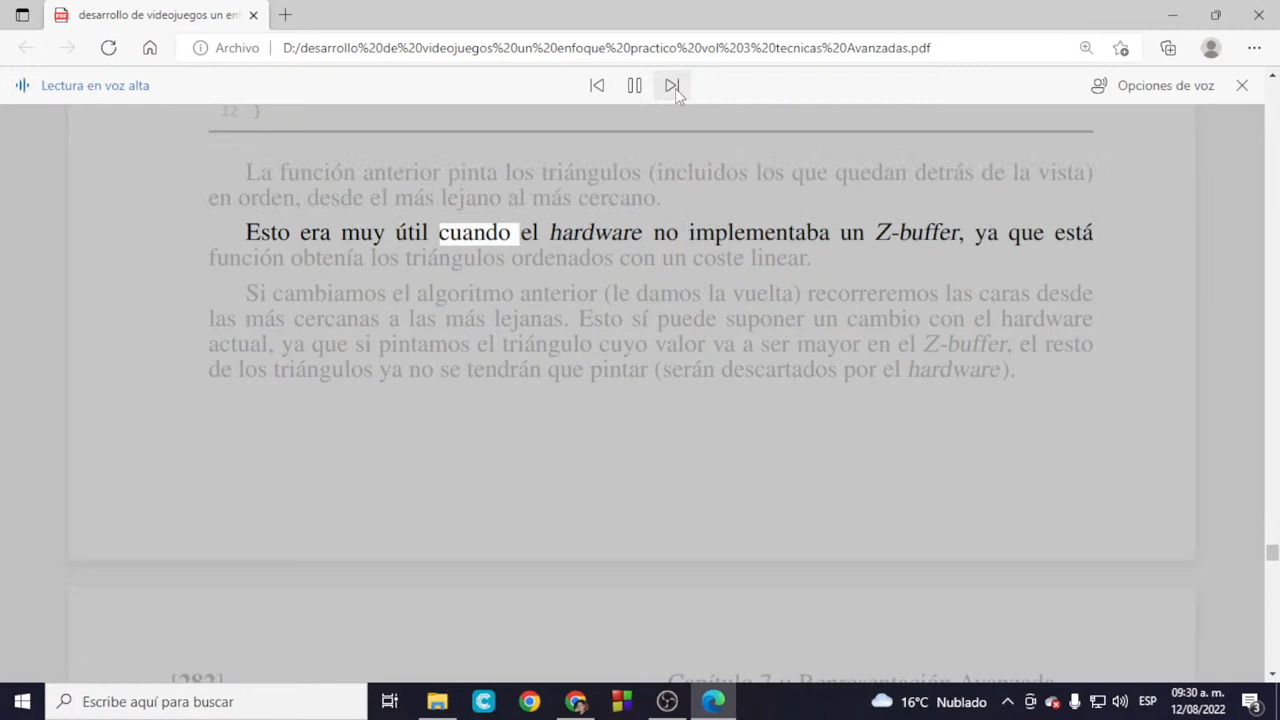 desarrollo de videojuegos un en
Archivo
D:/desarrollo%20de%20videojuegos%20un%20enfoque%20practico%20vol%203%20tecnicas%20Avanzadas.pdf
Lectura en voz alta
Opciones de voz
12 }
La función anterior pinta los triángulos (incluidos los que quedan detrás de la vista)
en orden, desde el más lejano al más cercano.
Esto era muy útil cuando el hardware no implementaba un Z-buffer, ya que está
función obtenía los triángulos ordenados con un coste linear.
Si cambiamos el algoritmo anterior (le damos la vuelta) recorreremos las caras desde
las más cercanas a las más lejanas. Esto sí puede suponer un cambio con el hardware
actual, ya que si pintamos el triángulo cuyo valor va a ser mayor en el Z-buffer, el resto
de los triángulos ya no se tendrán que pintar (serán descartados por el hardware).
[282]
Capítulo 7 :: Representación Avanzada
Escribe aquí para buscar
16°C Nublado
ESP
09:30 a. m.
12/08/2022
3